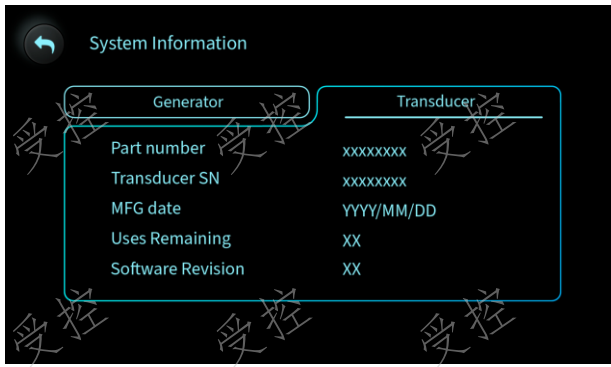 System Information
Generator
Transducer
Part number xxxxxxxx
Transducer SN xxxxxxxx
MFG date YYYY/MM/DD
Uses Remaining XX
Software Revision XX
受控 受控 受控
受控 受控 受控